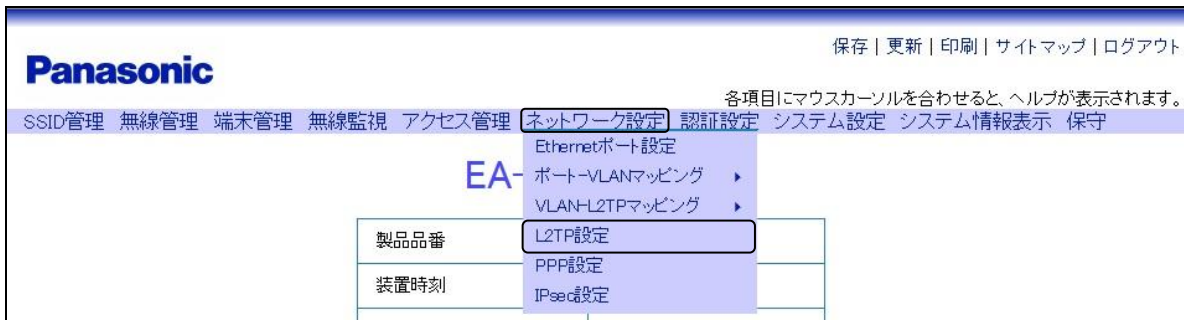 保存 | 更新 | 印刷 | サイトマップ | ログアウト
Panasonic
各項目にマウスカーソルを合わせると、ヘルプが表示されます。
SSID管理 無線管理 端末管理 無線監視 アクセス管理 ネットワーク設定 認証設定 システム設定 システム情報表示 保守
Ethernetポート設定
EA-
ポート-VLANマッピング
VLAN-L2TPマッピング
L2TP設定
製品品番
PPP設定
装置時刻
IPsec設定